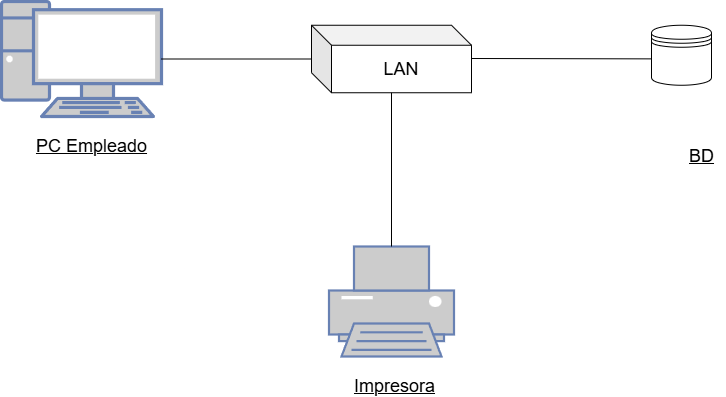 LAN
PC Empleado
BD
Impresora